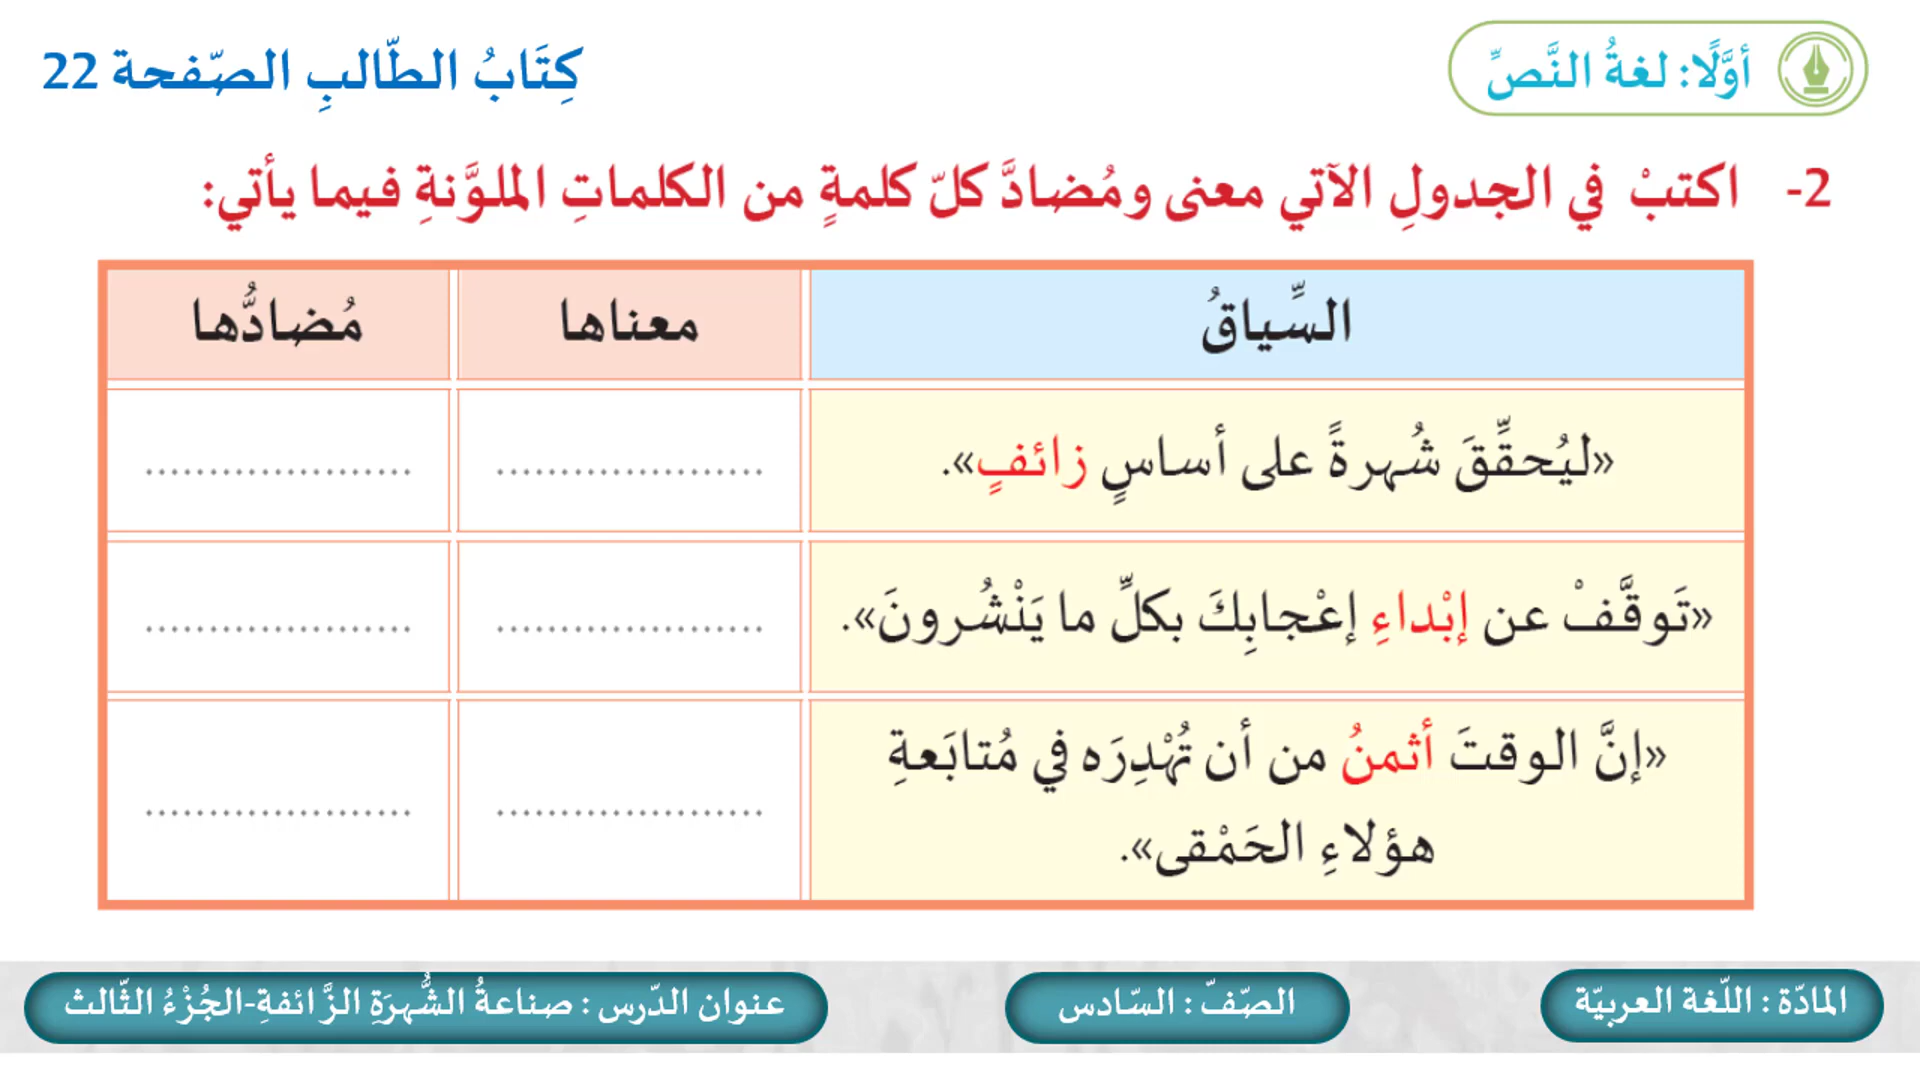 أوَّلًا: لغةُ النَّصِّ
كِتَابُ الطّالبِ الصّفحة 22
2- اكتبْ في الجدولِ الآتي معنى ومُضادَّ كلّ كلمةٍ من الكلماتِ الملوَّنةِ فيما يأتي:
السِّياقُ
معناها
مُضادُّها
«ليُحقِّقَ شُهرةً على أساسٍ زائفٍ».
....................
....................
«تَوقَّفْ عن إبْداءِ إعْجابِكَ بكلِّ ما يَنْشُرونَ».
....................
....................
«إنَّ الوقتَ أثمنُ من أن تُهْدِرَه في مُتابَعةِ
هؤلاءِ الحَمْقى».
....................
....................
المادّة : اللّغة العربيّة
الصّفّ : السّادس
عنوان الدّرس : صناعةُ الشُّهرَةِ الزَّائفةِ-الجُزْءُ الثّالث